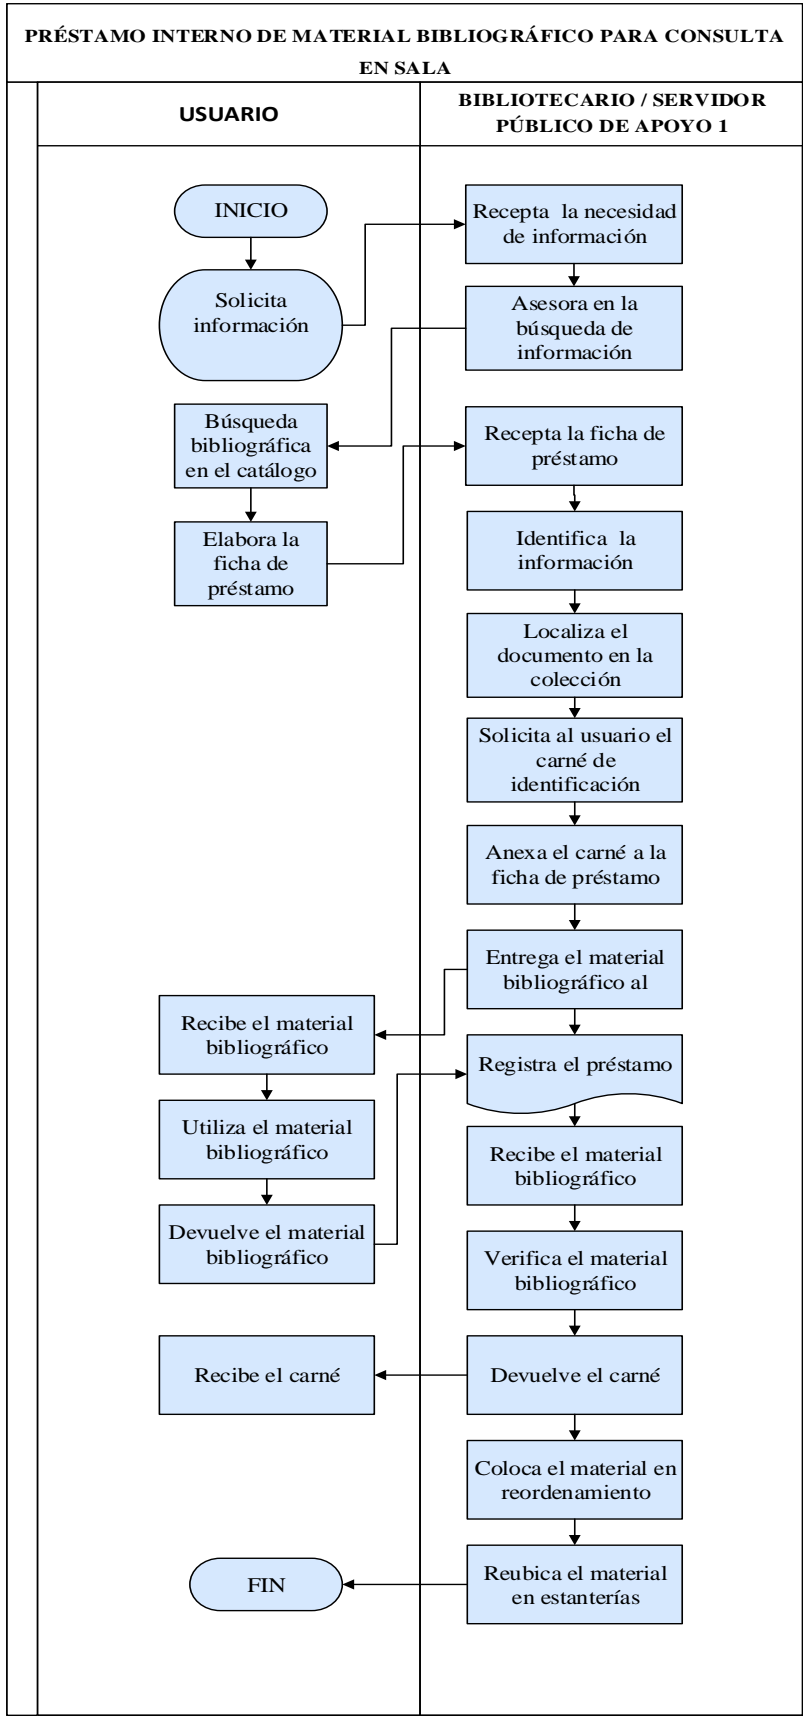 PRÉSTAMO INTERNO DE MATERIAL BIBLIOGRÁFICO PARA CONSULTA
EN SALA
USUARIO
BIBLIOTECARIO / SERVIDOR
PÚBLICO DE APOYO 1
INICIO
Recepta la necesidad
de información
Solicita
información
Asesora en la
búsqueda de
información
Búsqueda
bibliográfica
en el catálogo
Recepta la ficha de
préstamo
Elabora la
ficha de
préstamo
Identifica la
información
Localiza el
documento en la
colección
Solicita al usuario el
carné de
identificación
Anexa el carné a la
ficha de préstamo
Entrega el material
bibliográfico al
Recibe el material
bibliográfico
Registra el préstamo
Utiliza el material
bibliográfico
Recibe el material
bibliográfico
Devuelve el material
bibliográfico
Verifica el material
bibliográfico
Recibe el carné
Devuelve el carné
Coloca el material en
reordenamiento
FIN
Reubica el material
en estanterías